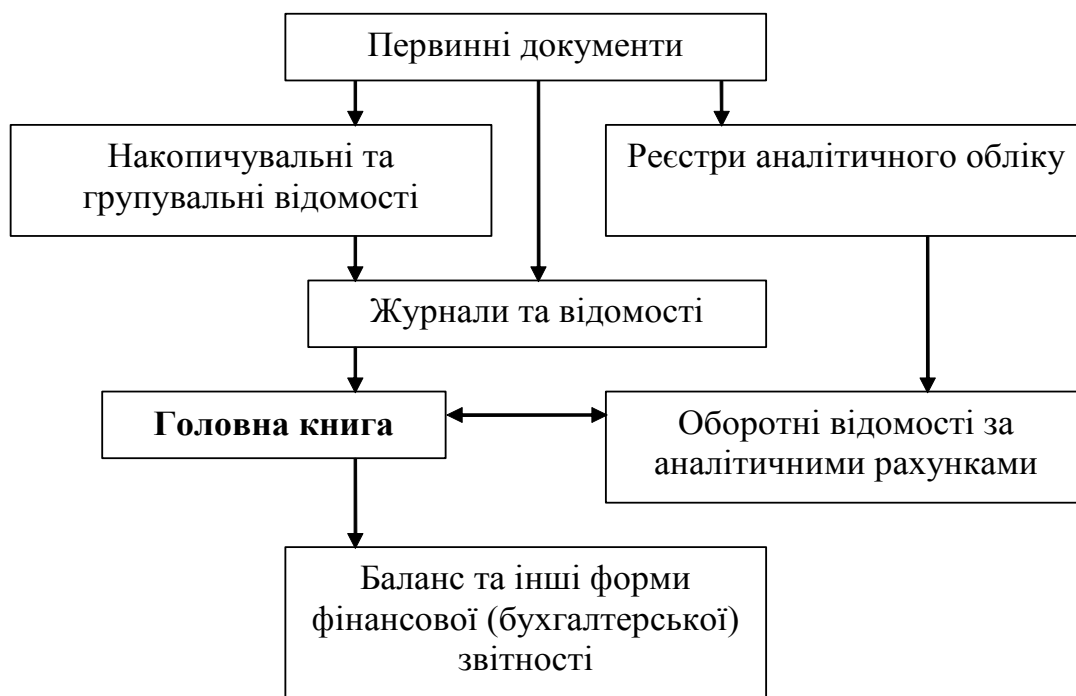 Первинні документи
Накопичувальні та
групувальні відомості
Реєстри аналітичного обліку
Журнали та відомості
Головна книга
Оборотні відомості за
аналітичними рахунками
Баланс та інші форми
фінансової (бухгалтерської)
звітності